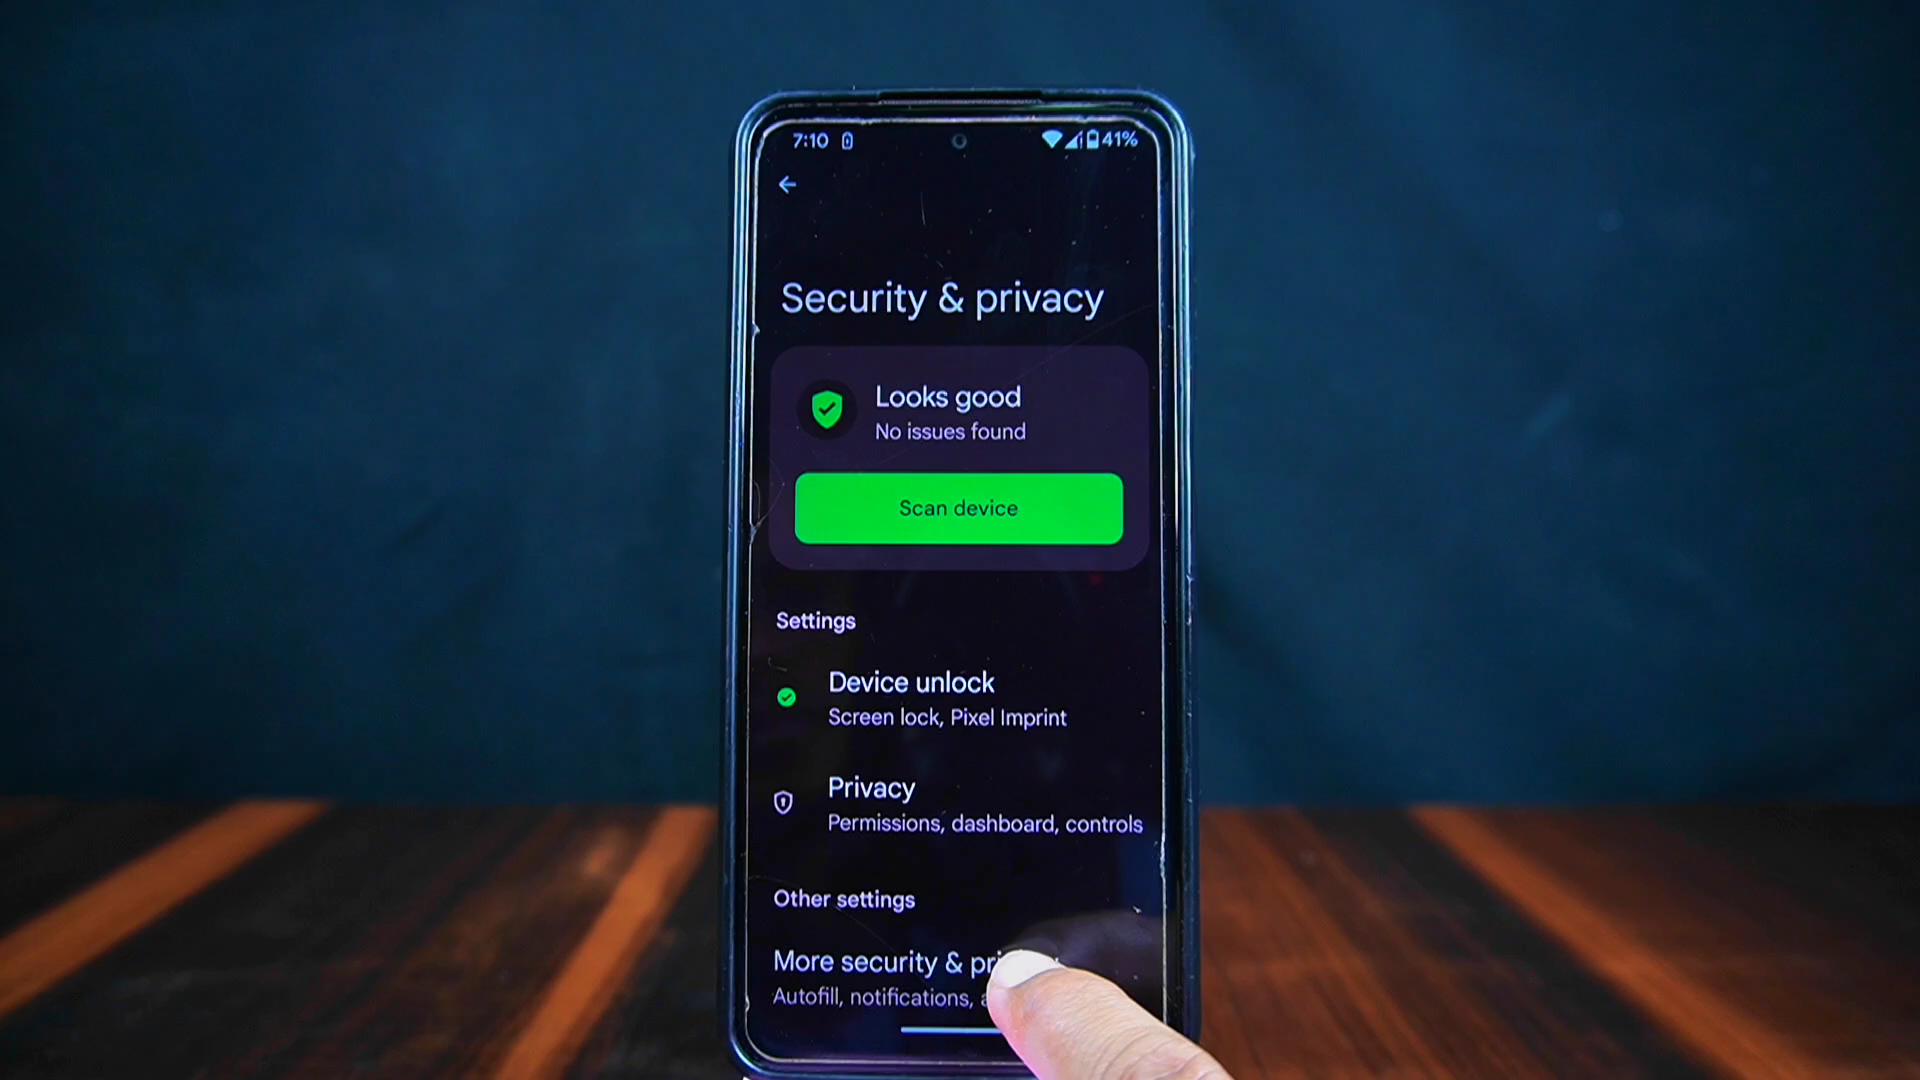 7:10 41%
Security & privacy
Looks good
No issues found
Scan device
Settings
Device unlock
Screen lock, Pixel Imprint
Privacy
Permissions, dashboard, controls
Other settings
More security &
Autofill, notifications,